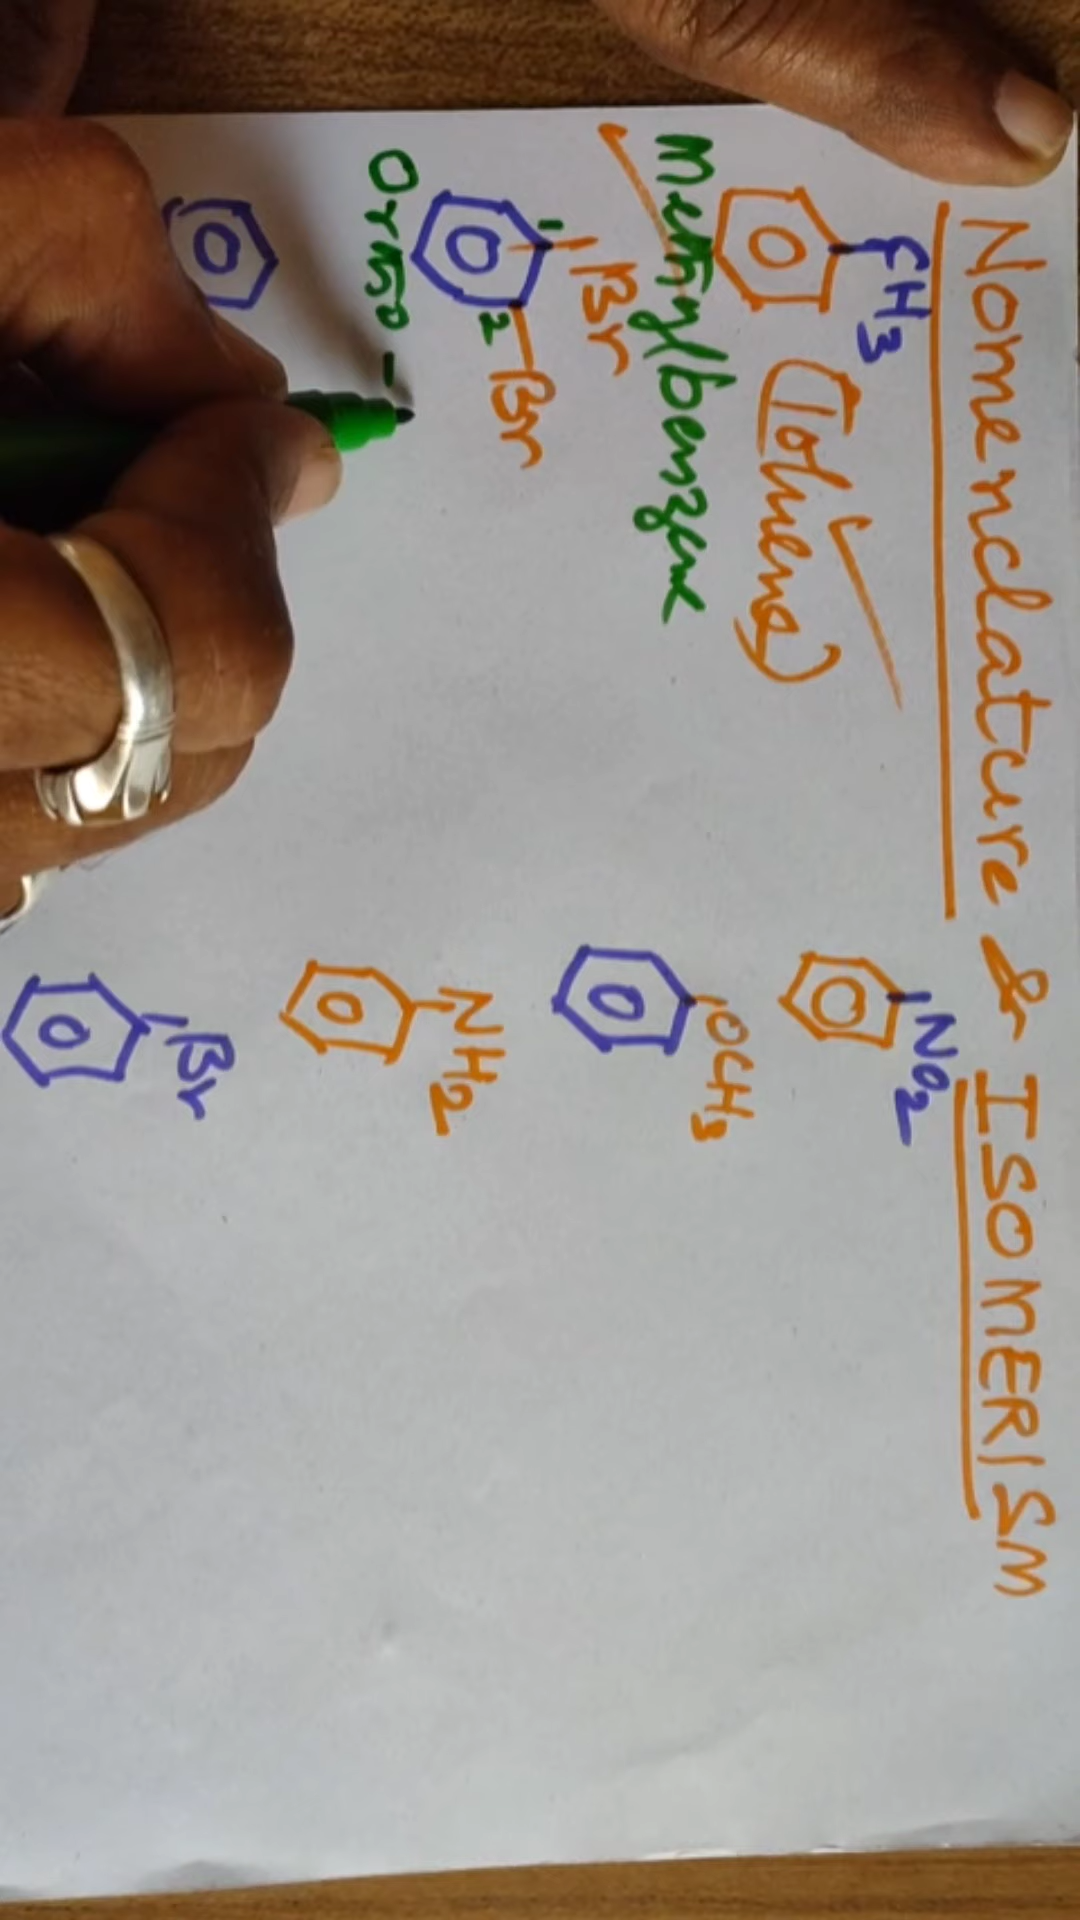 Nomenclature & ISOMERISM
CH3
(Toluene)
Methylbenzene
1
Br
2
Br
Ortho -
NO2
OCH3
NH2
Br